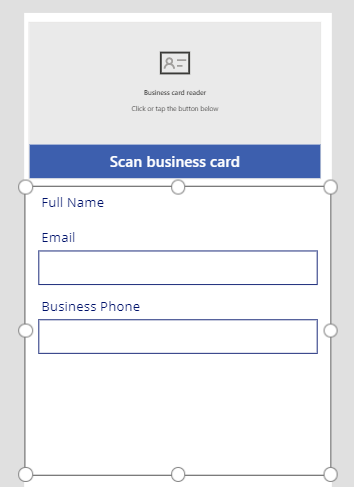 Business card reader
Click or tap the button below
Scan business card
Full Name
Email
Business Phone